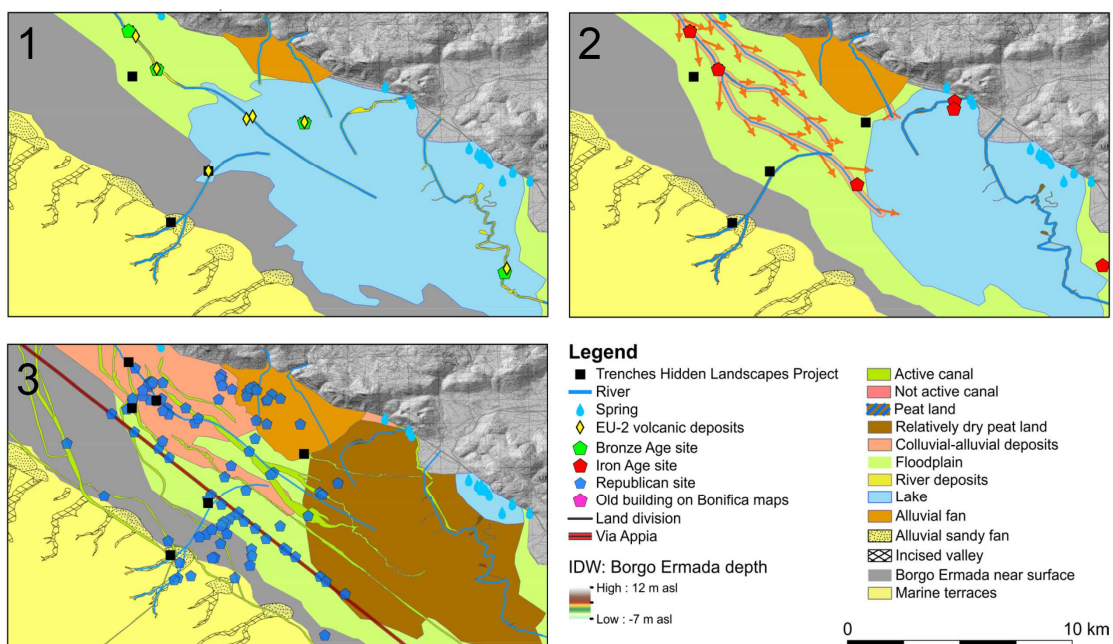 1
2
3
Legend
Trenches Hidden Landscapes Project
River
Spring
EU-2 volcanic deposits
Bronze Age site
Iron Age site
Republican site
Old building on Bonifica maps
Land division
Via Appia
IDW: Borgo Ermada depth
High : 12 m asl
Low : -7 m asl
Active canal
Not active canal
Peat land
Relatively dry peat land
Colluvial-alluvial deposits
Floodplain
River deposits
Lake
Alluvial fan
Alluvial sandy fan
Incised valley
Borgo Ermada near surface
Marine terraces
0 10 km